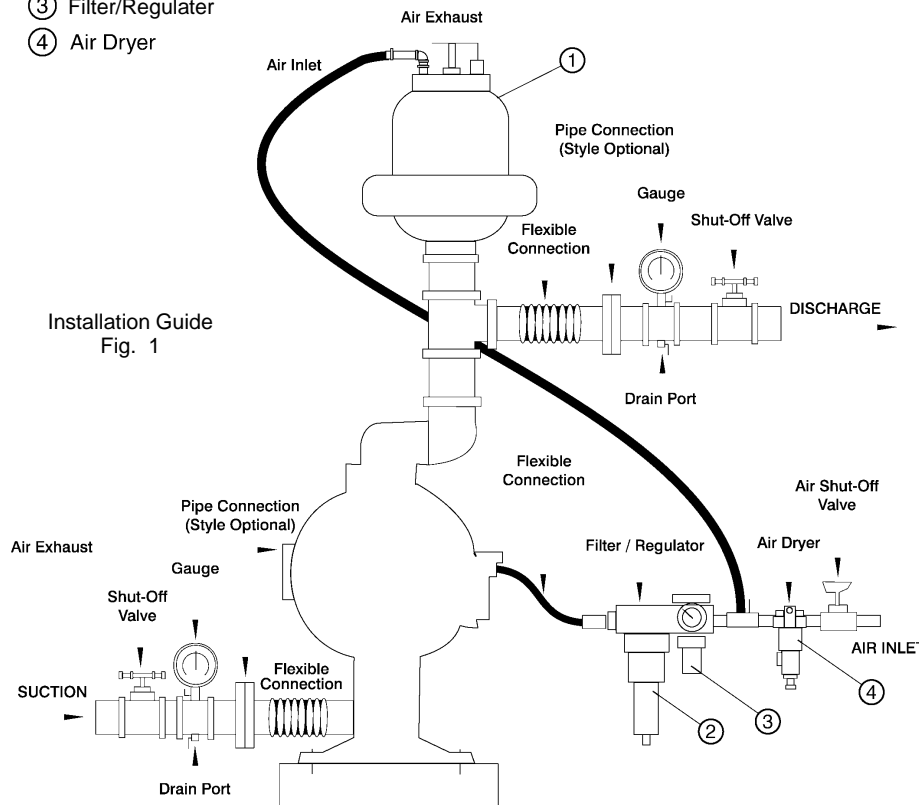 ③ Filter/Regulater
④ Air Dryer
Air Exhaust
Air Inlet
①
Pipe Connection
(Style Optional)
Gauge
Shut-Off Valve
Flexible
Connection
DISCHARGE
Installation Guide
Fig. 1
Drain Port
Flexible
Connection
Pipe Connection
(Style Optional)
Air Shut-Off
Valve
Air Exhaust
Filter / Regulator
Air Dryer
Gauge
Shut-Off
Valve
AIR INLET
Flexible
Connection
SUCTION
④
③
②
Drain Port